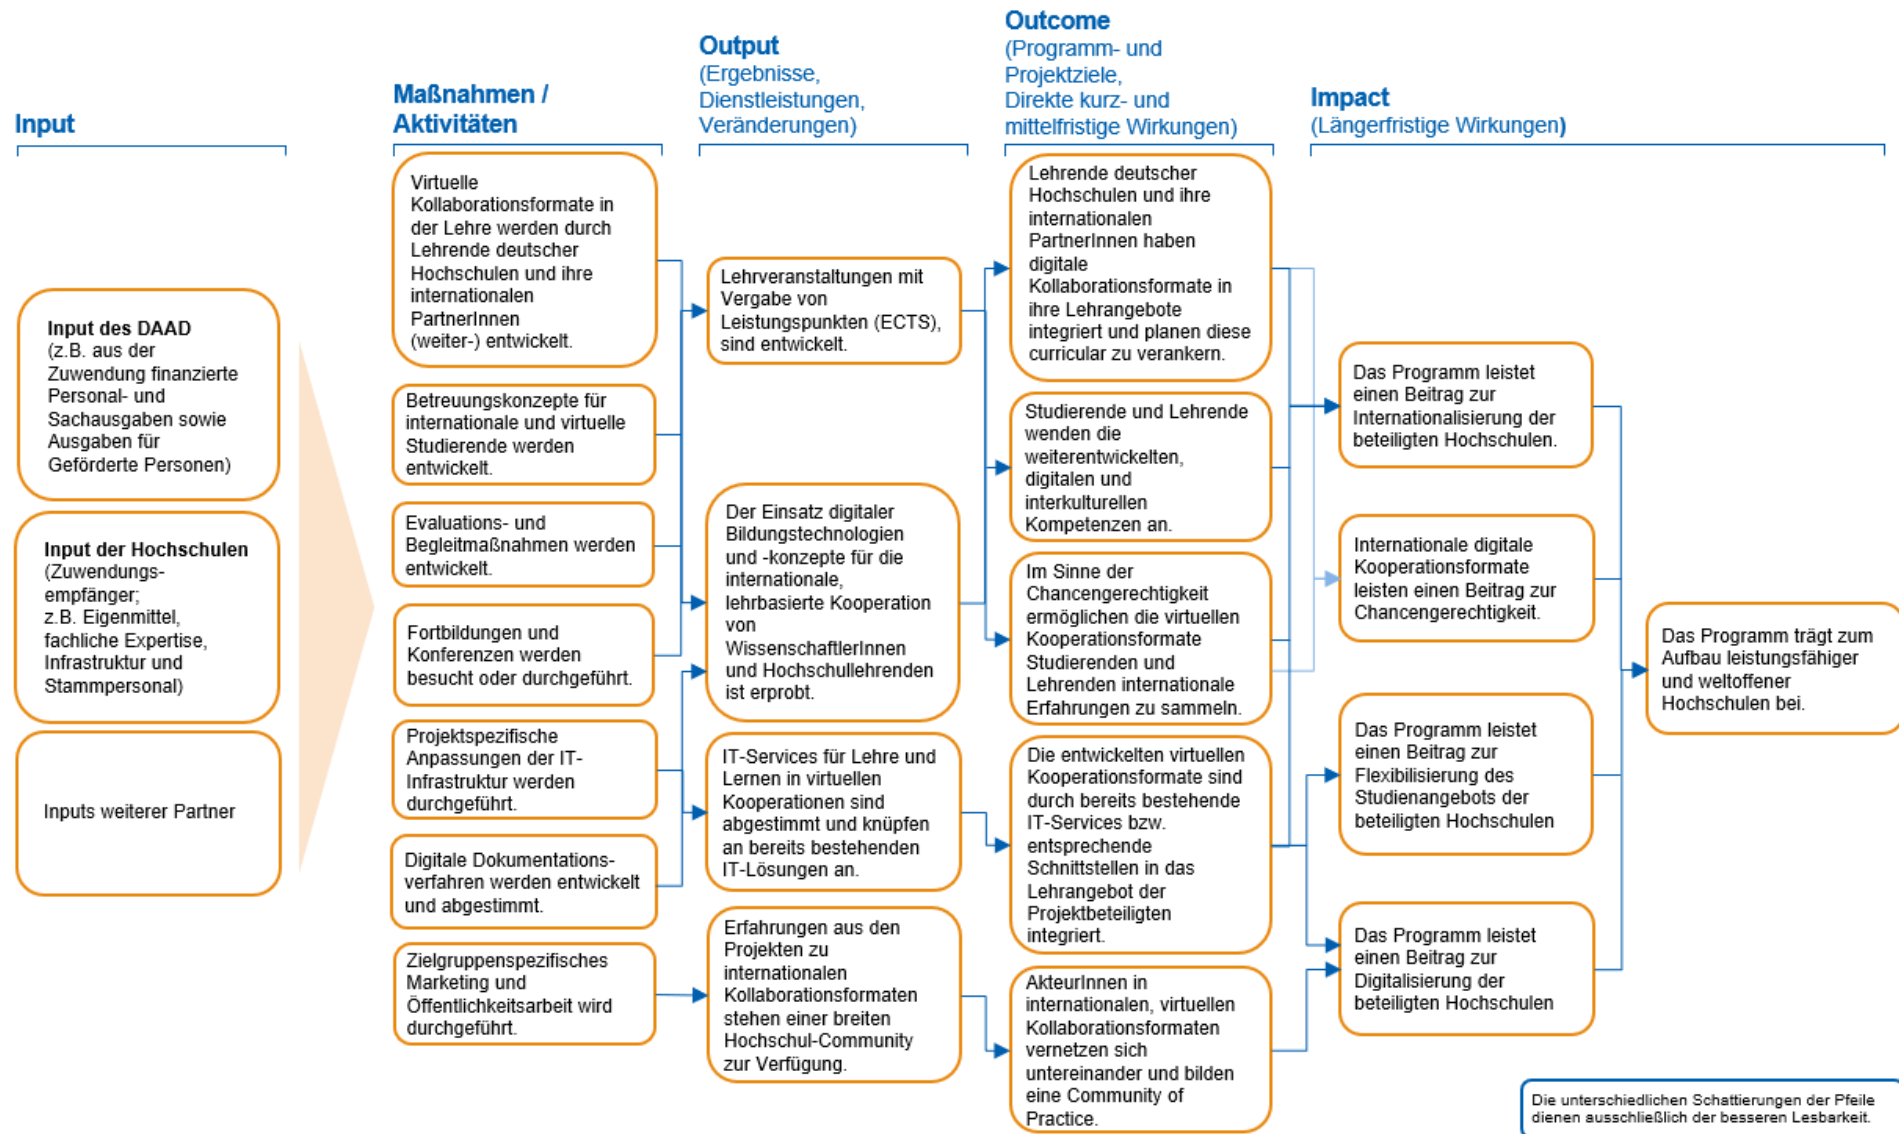 Input
Maßnahmen /
Aktivitäten
Output
(Ergebnisse,
Dienstleistungen,
Veränderungen)
Outcome
(Programm- und
Projektziele,
Direkte kurz- und
mittelfristige Wirkungen)
Impact
(Längerfristige Wirkungen)
Input des DAAD
(z.B. aus der
Zuwendung finanzierte
Personal- und
Sachausgaben sowie
Ausgaben für
Geförderte Personen)
Input der Hochschulen
(Zuwendungs-
empfänger;
z.B. Eigenmittel,
fachliche Expertise,
Infrastruktur und
Stammpersonal)
Inputs weiterer Partner
Virtuelle
Kollaborationsformate in
der Lehre werden durch
Lehrende deutscher
Hochschulen und ihre
internationalen
PartnerInnen
(weiter-) entwickelt.
Betreuungskonzepte für
internationale und virtuelle
Studierende werden
entwickelt.
Evaluations- und
Begleitmaßnahmen werden
entwickelt.
Fortbildungen und
Konferenzen werden
besucht oder durchgeführt.
Projektspezifische
Anpassungen der IT-
Infrastruktur werden
durchgeführt.
Digitale Dokumentations-
verfahren werden entwickelt
und abgestimmt.
Zielgruppenspezifisches
Marketing und
Öffentlichkeitsarbeit wird
durchgeführt.
Lehrveranstaltungen mit
Vergabe von
Leistungspunkten (ECTS),
sind entwickelt.
Der Einsatz digitaler
Bildungstechnologien
und -konzepte für die
internationale,
lehrbasierte Kooperation
von
WissenschaftlerInnen
und Hochschullehrenden
ist erprobt.
IT-Services für Lehre und
Lernen in virtuellen
Kooperationen sind
abgestimmt und knüpfen
an bereits bestehenden
IT-Lösungen an.
Erfahrungen aus den
Projekten zu
internationalen
Kollaborationsformaten
stehen einer breiten
Hochschul-Community
zur Verfügung.
Lehrende deutscher
Hochschulen und ihre
internationalen
PartnerInnen haben
digitale
Kollaborationsformate in
ihre Lehrangebote
integriert und planen diese
curricular zu verankern.
Studierende und Lehrende
wenden die
weiterentwickelten,
digitalen und
interkulturellen
Kompetenzen an.
Im Sinne der
Chancengerechtigkeit
ermöglichen die virtuellen
Kooperationsformate
Studierenden und
Lehrenden internationale
Erfahrungen zu sammeln.
Die entwickelten virtuellen
Kooperationsformate sind
durch bereits bestehende
IT-Services bzw.
entsprechende
Schnittstellen in das
Lehrangebot der
Projektbeteiligten
integriert.
AkteurInnen in
internationalen, virtuellen
Kollaborationsformaten
vernetzen sich
untereinander und bilden
eine Community of
Practice.
Das Programm leistet
einen Beitrag zur
Internationalisierung der
beteiligten Hochschulen.
Internationale digitale
Kooperationsformate
leisten einen Beitrag zur
Chancengerechtigkeit.
Das Programm leistet
einen Beitrag zur
Flexibilisierung des
Studienangebots der
beteiligten Hochschulen
Das Programm leistet
einen Beitrag zur
Digitalisierung der
beteiligten Hochschulen
Das Programm trägt zum
Aufbau leistungsfähiger
und weltoffener
Hochschulen bei.
Die unterschiedlichen Schattierungen der Pfeile
dienen ausschließlich der besseren Lesbarkeit.